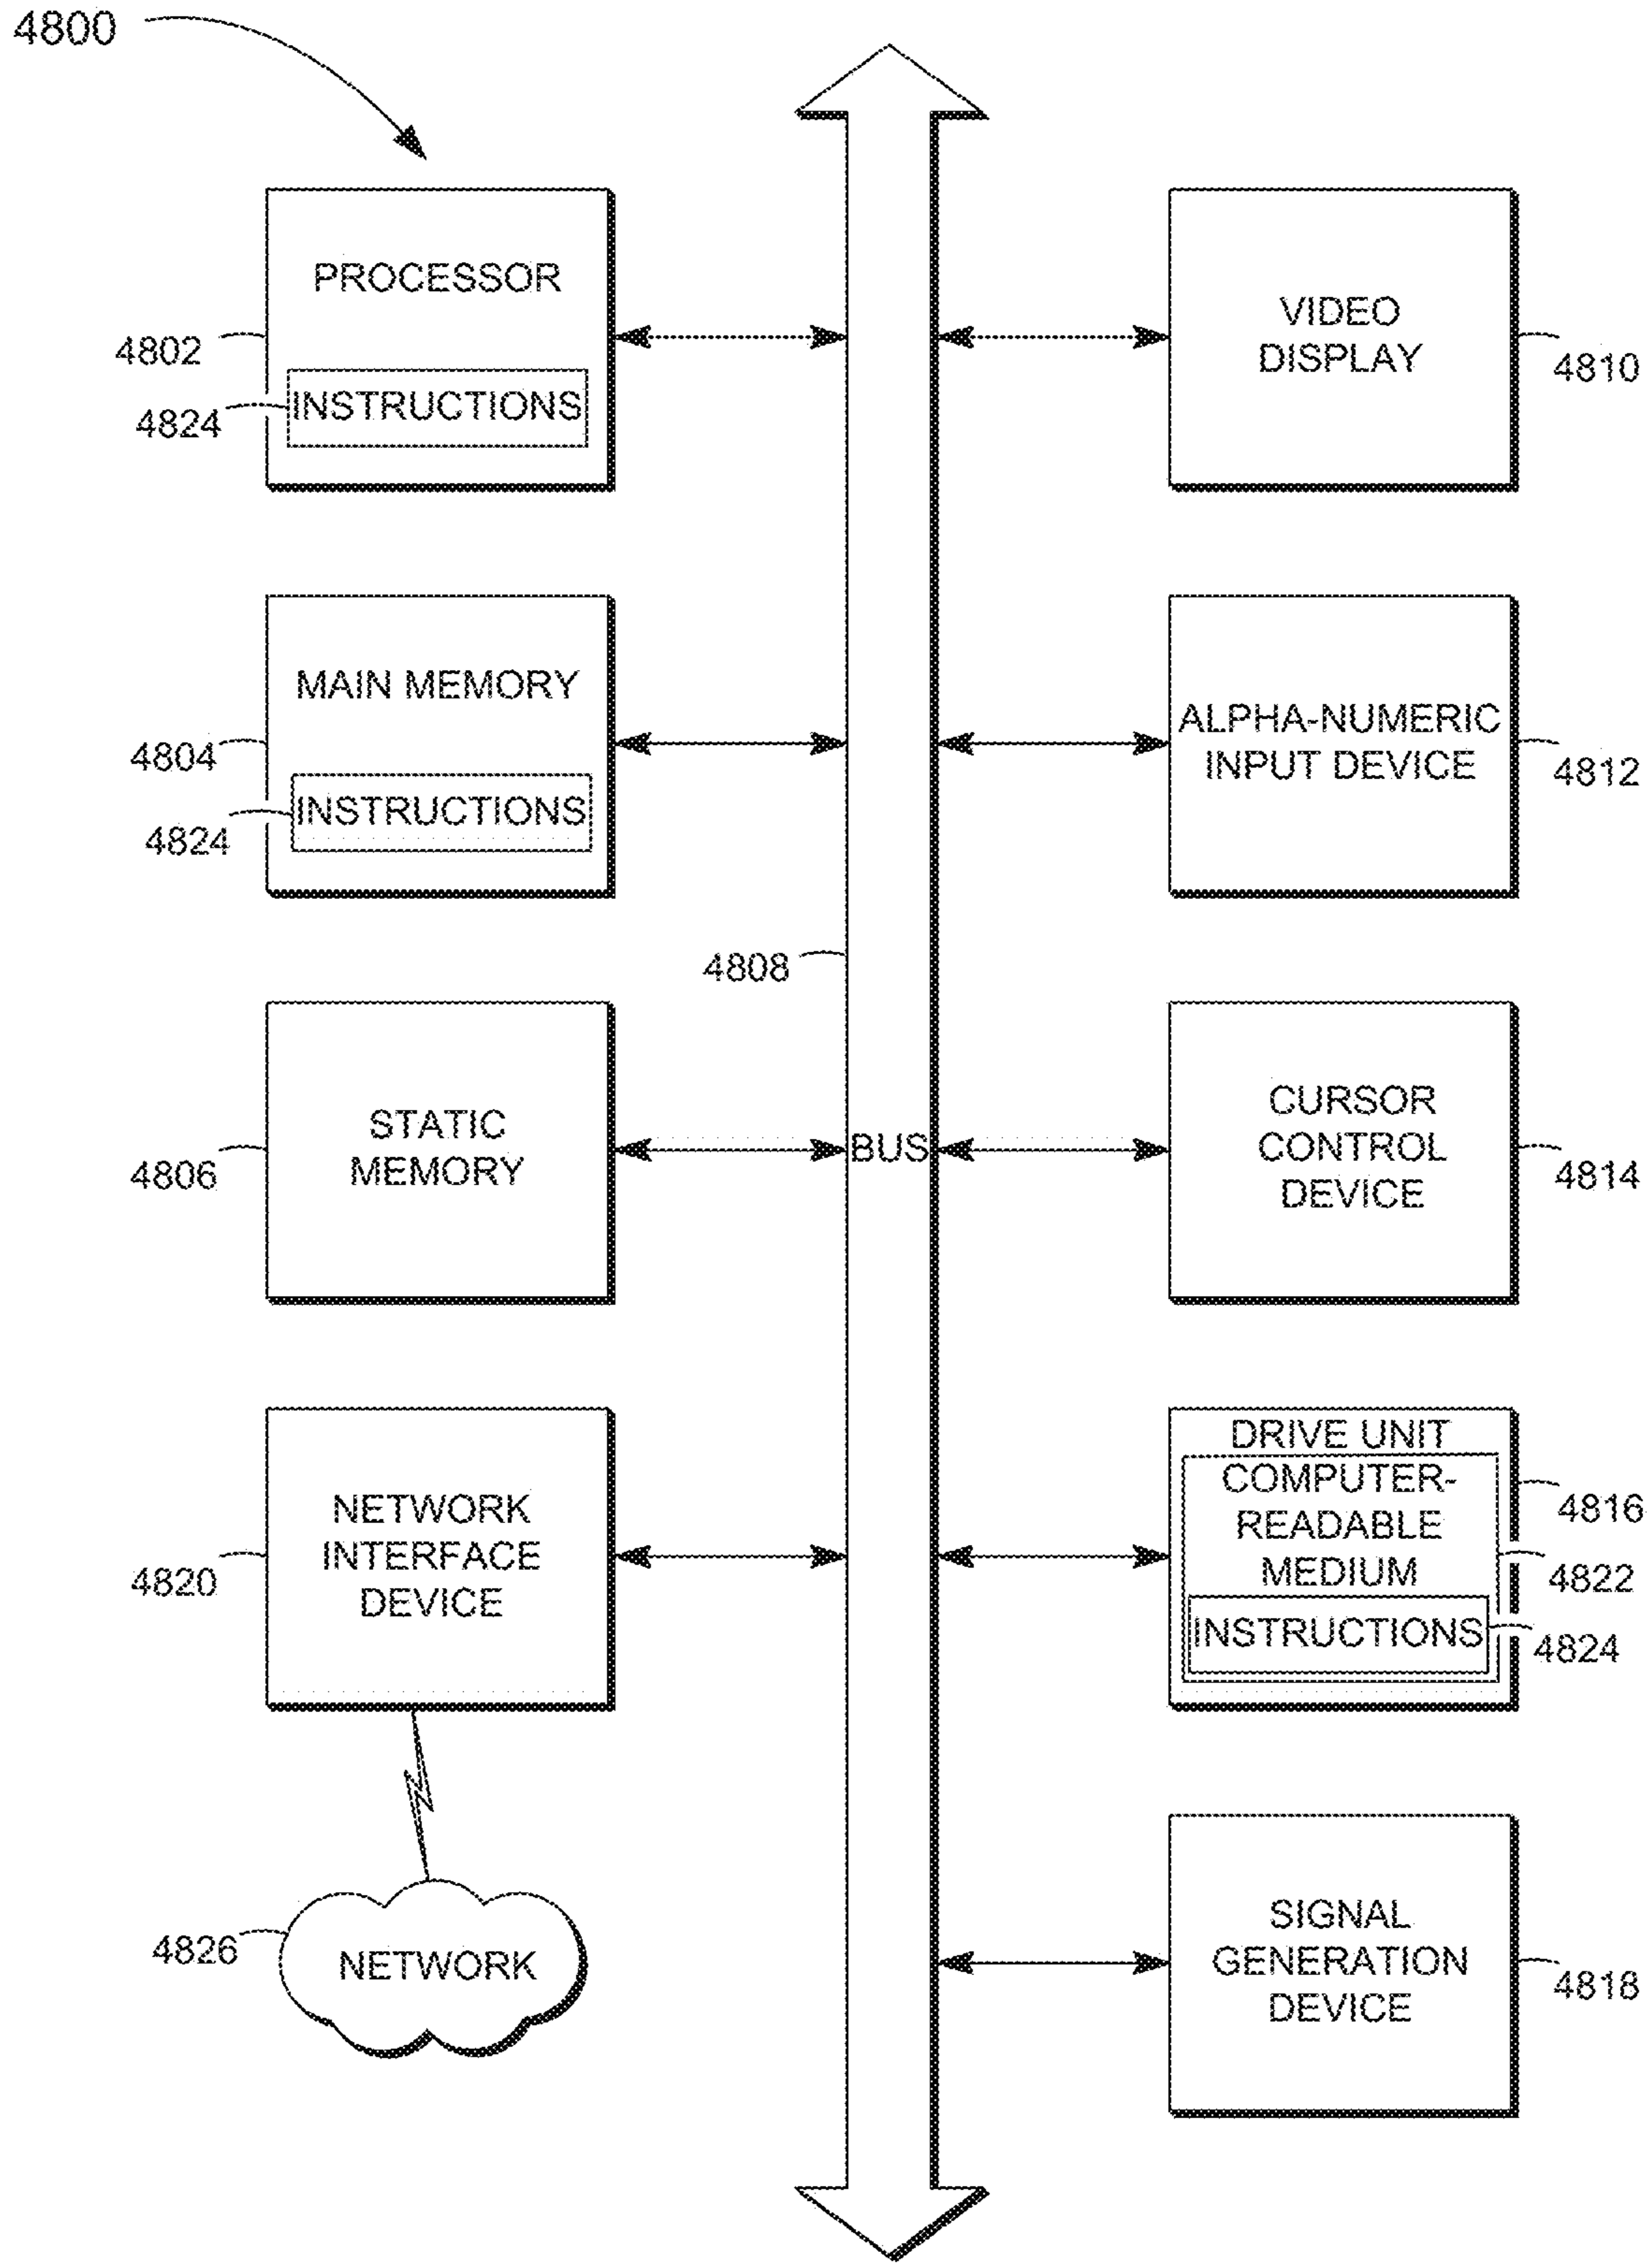 4800
PROCESSOR
4802
4824
INSTRUCTIONS
VIDEO
DISPLAY
4810
MAIN MEMORY
4804
4824
INSTRUCTIONS
ALPHA-NUMERIC
INPUT DEVICE
4812
4808
BUS
STATIC
MEMORY
4806
CURSOR
CONTROL
DEVICE
4814
NETWORK
INTERFACE
DEVICE
4820
DRIVE UNIT
COMPUTER-
READABLE
MEDIUM
INSTRUCTIONS
4816
4822
4824
4826
NETWORK
SIGNAL
GENERATION
DEVICE
4818